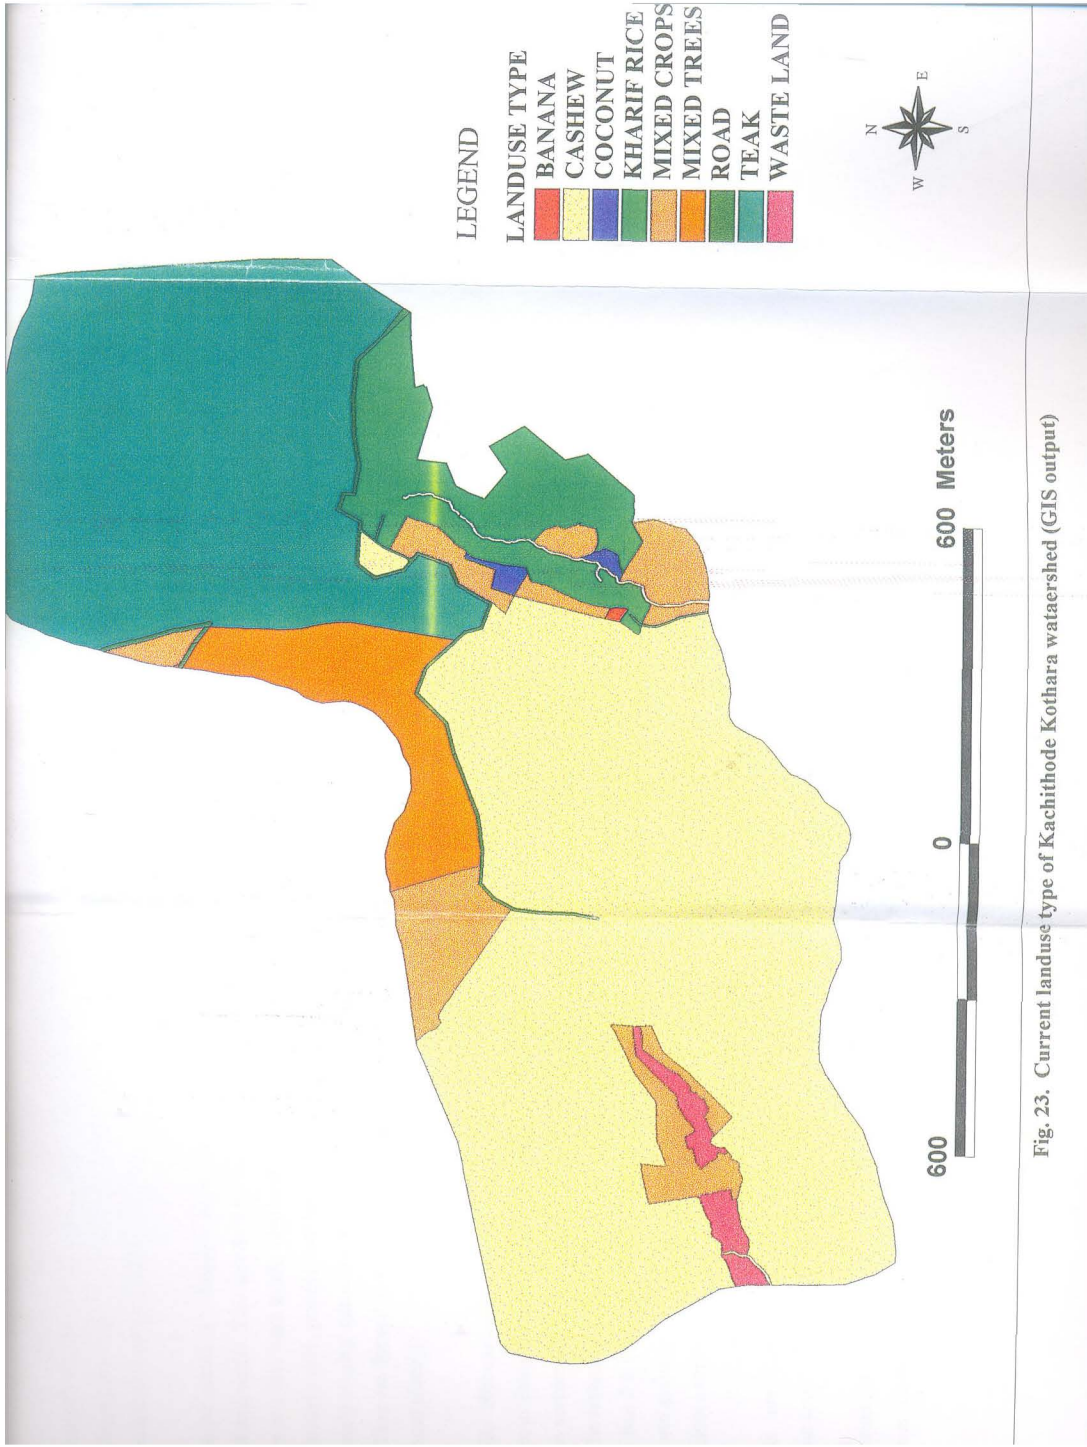 LEGEND
LANDUSE TYPE
BANANA
CASHEW
COCONUT
KHARIF RICE
MIXED CROPS
MIXED TREES
ROAD
TEAK
WASTE LAND
N
W
E
S
600
0
600 Meters
Fig. 23. Current landuse type of Kachithode Kothara wataershed (GIS output)